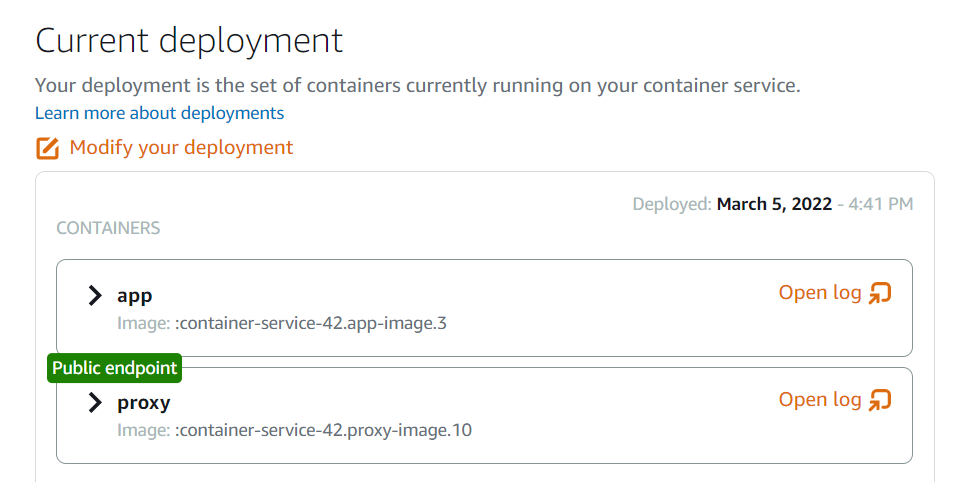 Current deployment
Your deployment is the set of containers currently running on your container service.
Learn more about deployments
Modify your deployment
Deployed: March 5, 2022 - 4:41 PM
CONTAINERS
app
Open log
Image: :container-service-42.app-image.3
Public endpoint
proxy
Open log
Image: :container-service-42.proxy-image.10